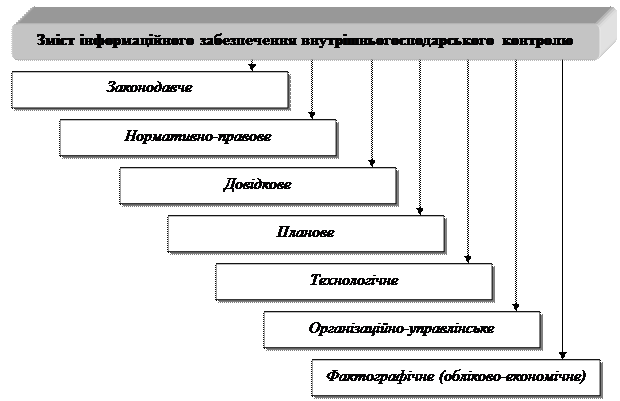 Зміст інформаційного забезпечення внутрішньогосподарського контролю
Законодавче
Нормативно-правове
Довідкове
Планове
Технологічне
Організаційно-управлінське
Фактографічне (обліково-економічне)